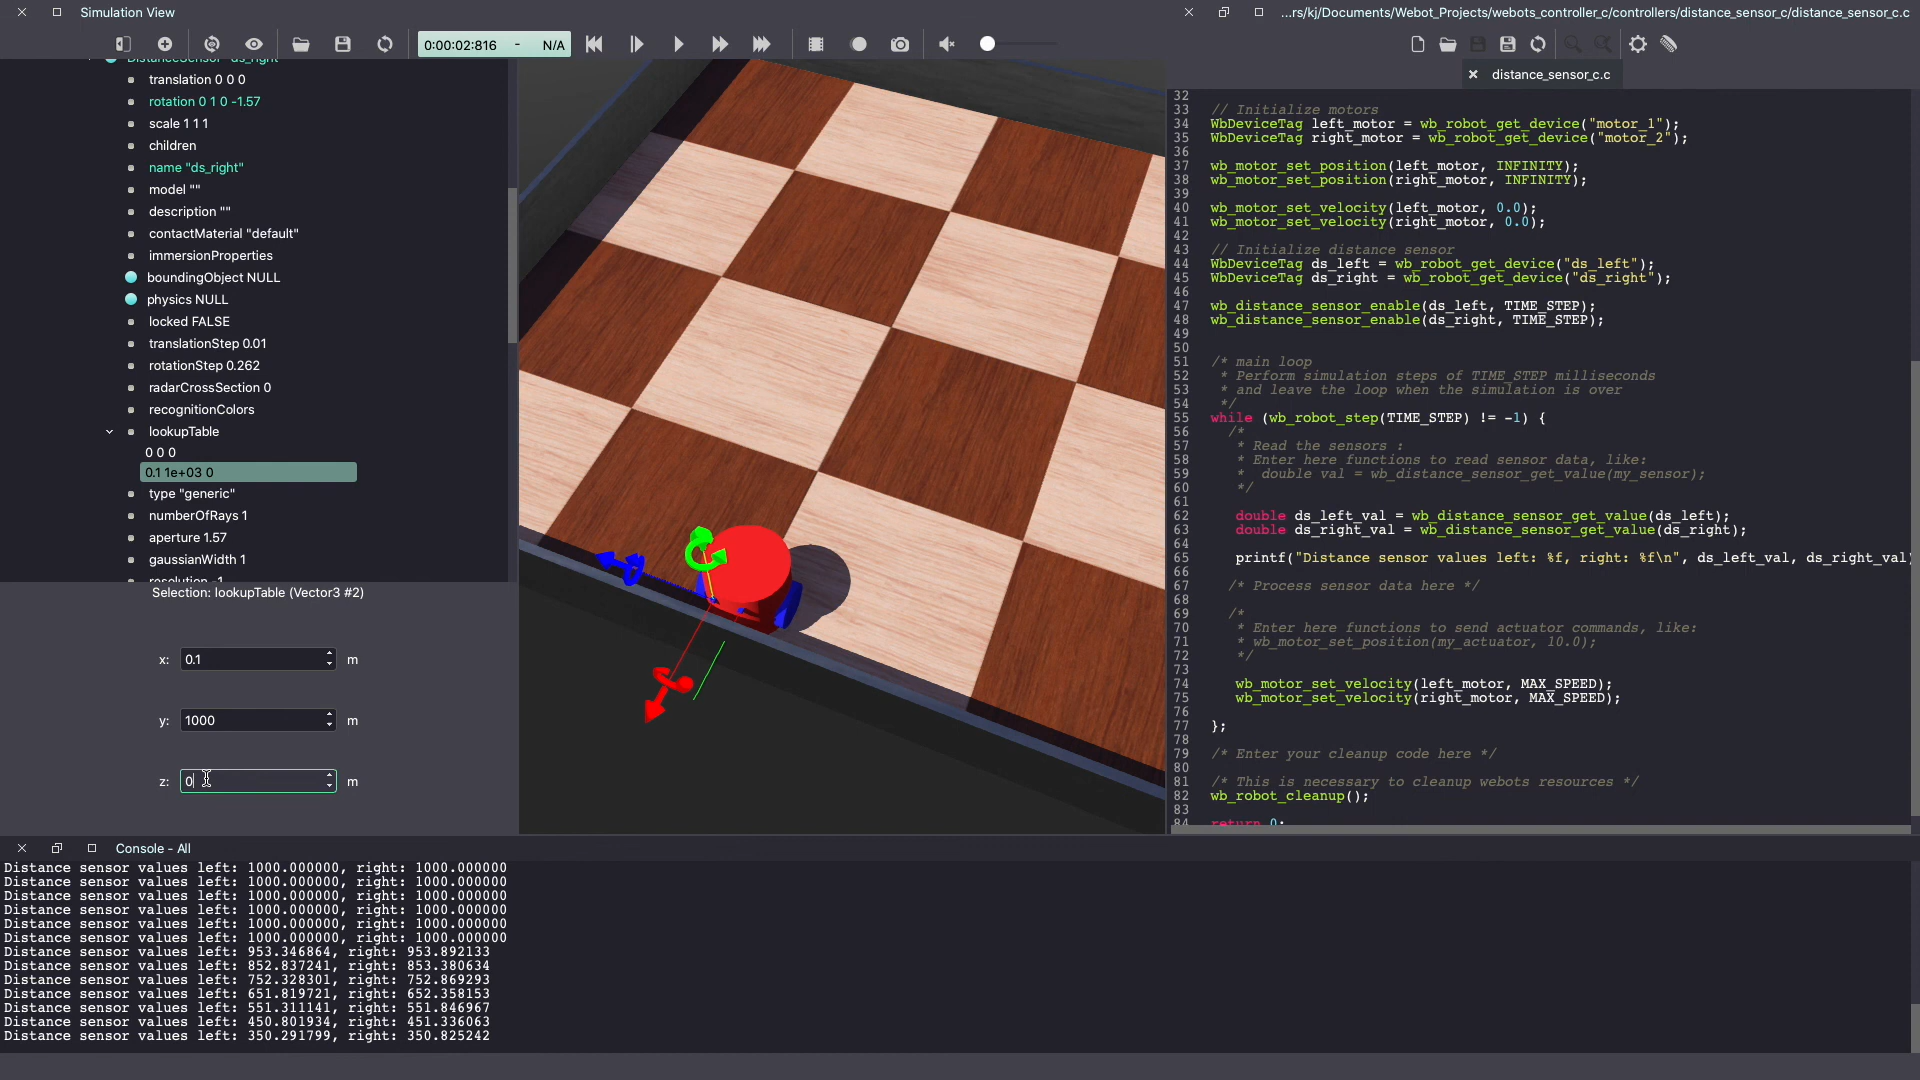 Simulation View
...rs/kj/Documents/Webot_Projects/webots_controller_c/controllers/distance_sensor_c/distance_sensor_c.c
0:00:02:816 - N/A
DistanceSensor "ds_right"
translation 0 0 0
rotation 0 1 0 -1.57
scale 1 1 1
children
name "ds_right"
model ""
description ""
contactMaterial "default"
immersionProperties
boundingObject NULL
physics NULL
locked FALSE
translationStep 0.01
rotationStep 0.262
radarCrossSection 0
recognitionColors
lookupTable
0 0 0
0.1 1e+03 0
type "generic"
numberOfRays 1
aperture 1.57
gaussianWidth 1
resolution -1
Selection: lookupTable (Vector3 #2)
x: 0.1 m
y: 1000 m
z: 0 m
distance_sensor_c.c
32
33 // Initialize motors
34 WbDeviceTag left_motor = wb_robot_get_device("motor_1");
35 WbDeviceTag right_motor = wb_robot_get_device("motor_2");
36
37 wb_motor_set_position(left_motor, INFINITY);
38 wb_motor_set_position(right_motor, INFINITY);
39
40 wb_motor_set_velocity(left_motor, 0.0);
41 wb_motor_set_velocity(right_motor, 0.0);
42
43 // Initialize distance sensor
44 WbDeviceTag ds_left = wb_robot_get_device("ds_left");
45 WbDeviceTag ds_right = wb_robot_get_device("ds_right");
46
47 wb_distance_sensor_enable(ds_left, TIME_STEP);
48 wb_distance_sensor_enable(ds_right, TIME_STEP);
49
50
51 /* main loop
52 * Perform simulation steps of TIME_STEP milliseconds
53 * and leave the loop when the simulation is over
54 */
55 while (wb_robot_step(TIME_STEP) != -1) {
56 /*
57 * Read the sensors :
58 * Enter here functions to read sensor data, like:
59 * double val = wb_distance_sensor_get_value(my_sensor);
60 */
61
62 double ds_left_val = wb_distance_sensor_get_value(ds_left);
63 double ds_right_val = wb_distance_sensor_get_value(ds_right);
64
65 printf("Distance sensor values left: %f, right: %f\n", ds_left_val, ds_right_val)
66
67 /* Process sensor data here */
68
69 /*
70 * Enter here functions to send actuator commands, like:
71 * wb_motor_set_position(my_actuator, 10.0);
72 */
73
74 wb_motor_set_velocity(left_motor, MAX_SPEED);
75 wb_motor_set_velocity(right_motor, MAX_SPEED);
76
77 };
78
79 /* Enter your cleanup code here */
80
81 /* This is necessary to cleanup webots resources */
82 wb_robot_cleanup();
83
84 return 0;
Console - All
Distance sensor values left: 1000.000000, right: 1000.000000
Distance sensor values left: 1000.000000, right: 1000.000000
Distance sensor values left: 1000.000000, right: 1000.000000
Distance sensor values left: 1000.000000, right: 1000.000000
Distance sensor values left: 1000.000000, right: 1000.000000
Distance sensor values left: 1000.000000, right: 1000.000000
Distance sensor values left: 953.346864, right: 953.892133
Distance sensor values left: 852.837241, right: 853.380634
Distance sensor values left: 752.328301, right: 752.869293
Distance sensor values left: 651.819721, right: 652.358153
Distance sensor values left: 551.311141, right: 551.846967
Distance sensor values left: 450.801934, right: 451.336063
Distance sensor values left: 350.291799, right: 350.825242